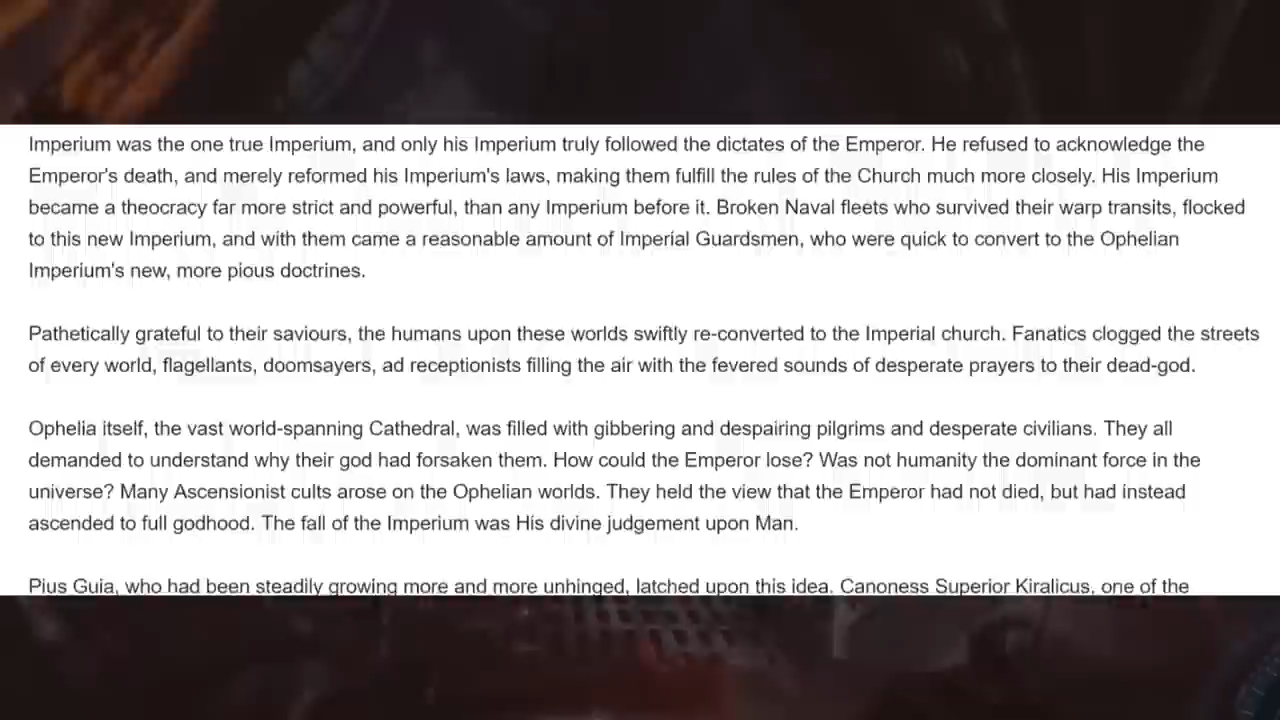 Imperium was the one true Imperium, and only his Imperium truly followed the dictates of the Emperor. He refused to acknowledge the
Emperor's death, and merely reformed his Imperium's laws, making them fulfill the rules of the Church much more closely. His Imperium
became a theocracy far more strict and powerful, than any Imperium before it. Broken Naval fleets who survived their warp transits, flocked
to this new Imperium, and with them came a reasonable amount of Imperial Guardsmen, who were quick to convert to the Ophelian
Imperium's new, more pious doctrines.
Pathetically grateful to their saviours, the humans upon these worlds swiftly re-converted to the Imperial church. Fanatics clogged the streets
of every world, flagellants, doomsayers, ad receptionists filling the air with the fevered sounds of desperate prayers to their dead-god.
Ophelia itself, the vast world-spanning Cathedral, was filled with gibbering and despairing pilgrims and desperate civilians. They all
demanded to understand why their god had forsaken them. How could the Emperor lose? Was not humanity the dominant force in the
universe? Many Ascensionist cults arose on the Ophelian worlds. They held the view that the Emperor had not died, but had instead
ascended to full godhood. The fall of the Imperium was His divine judgement upon Man.
Pius Guia, who had been steadily growing more and more unhinged, latched upon this idea. Canoness Superior Kiralicus, one of the